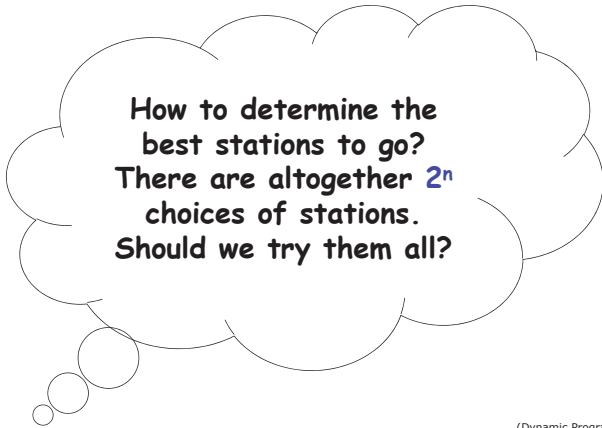 How to determine the
best stations to go?
There are altogether 2ⁿ
choices of stations.
Should we try them all?
(Dynamic